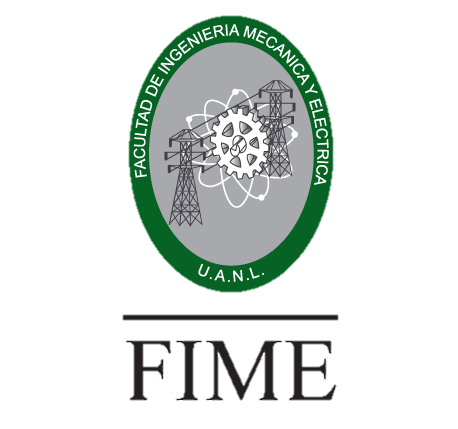 FACULTAD DE INGENIERIA MECANICA Y ELECTRICA
U.A.N.L.
FIME